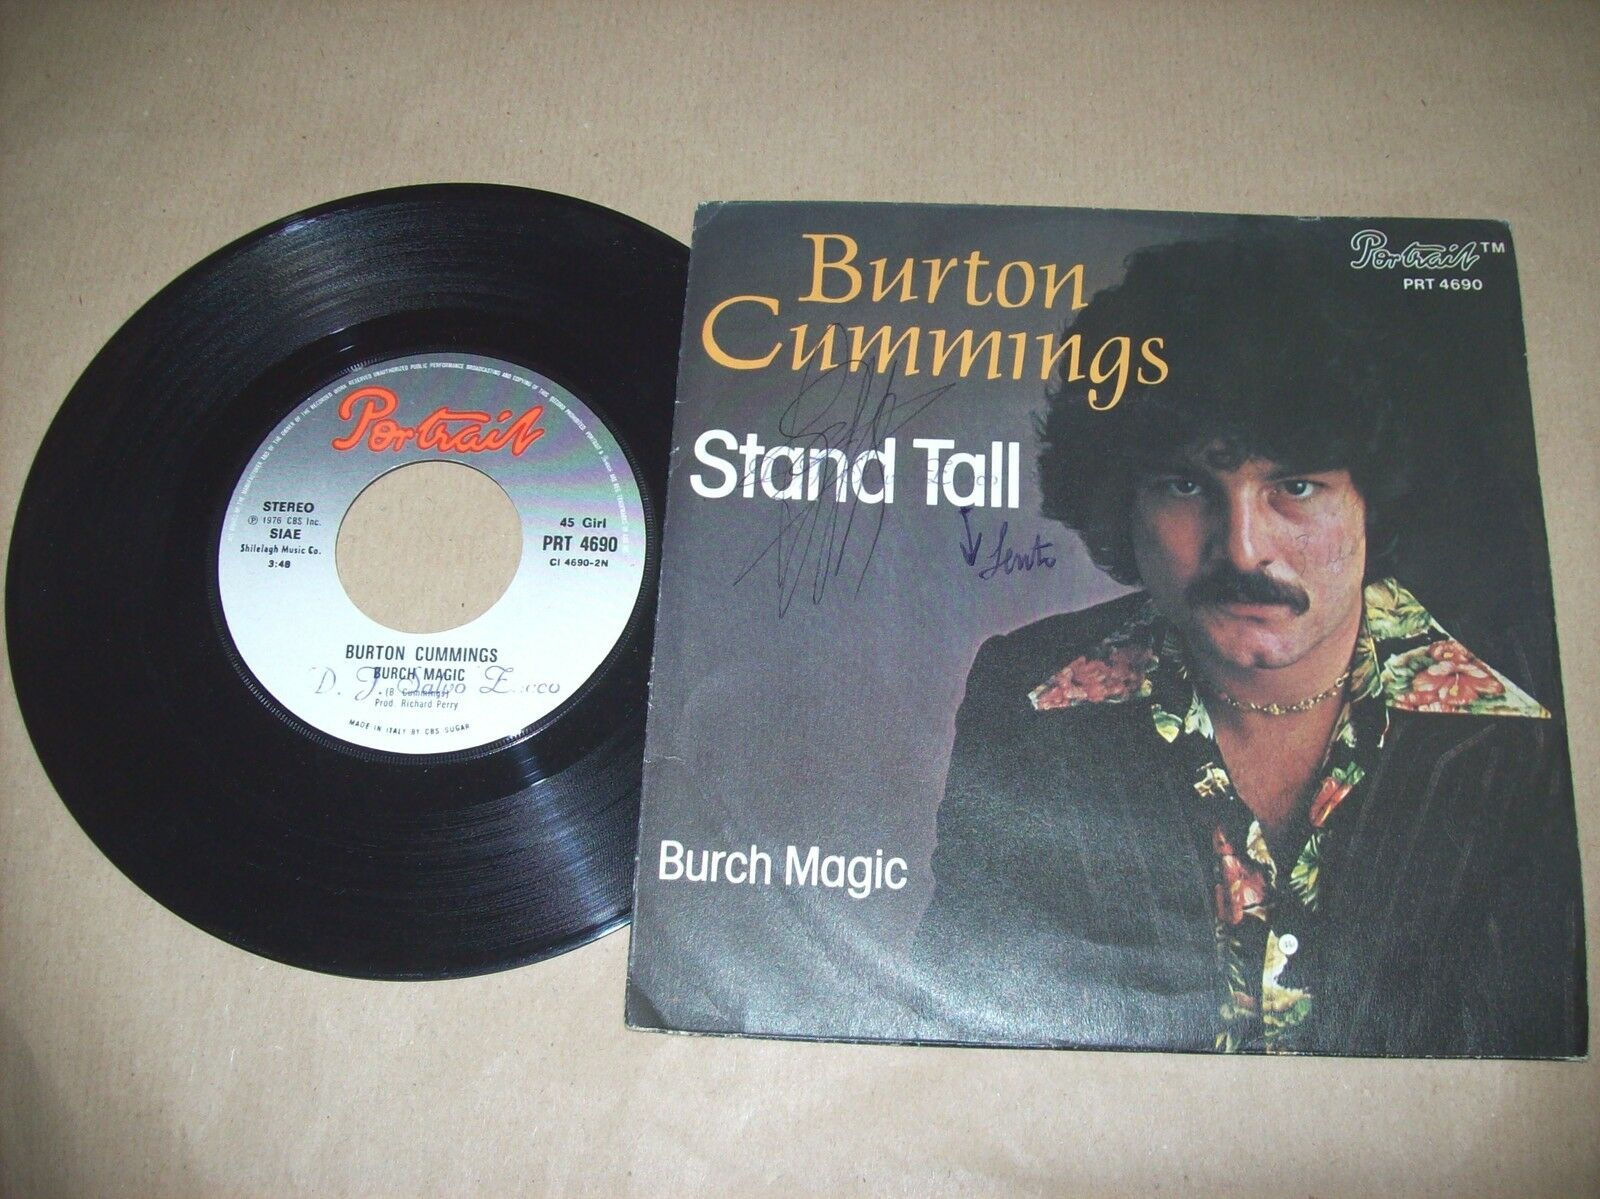 Portrait
STEREO
℗ 1976 CBS Inc.
SIAE
Shilelagh Music Co.
3:48
45 Giri
PRT 4690
CI 4690-2N
BURTON CUMMINGS
BURCH MAGIC
D. J. Salvo
(B. Cummings)
Prod. Richard Perry
MADE IN ITALY BY CBS SUGAR
Burton
Cummings
Portrait™
PRT 4690
Stand Tall
Lento
Burch Magic